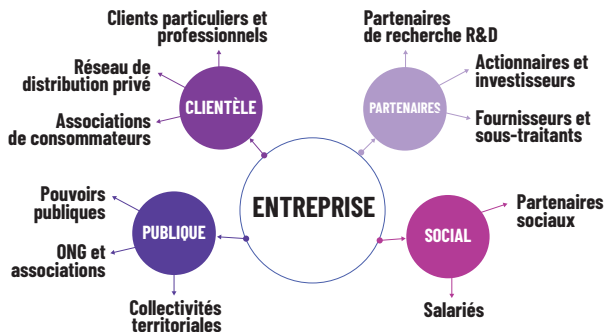 Clients particuliers et
professionnels
Réseau de
distribution privé
Associations
de consommateurs
CLIENTÈLE
Partenaires
de recherche R&D
Actionnaires et
investisseurs
Fournisseurs et
sous-traitants
PARTENAIRES
ENTREPRISE
Pouvoirs
publiques
ONG et
associations
Collectivités
territoriales
PUBLIQUE
SOCIAL
Partenaires
sociaux
Salariés